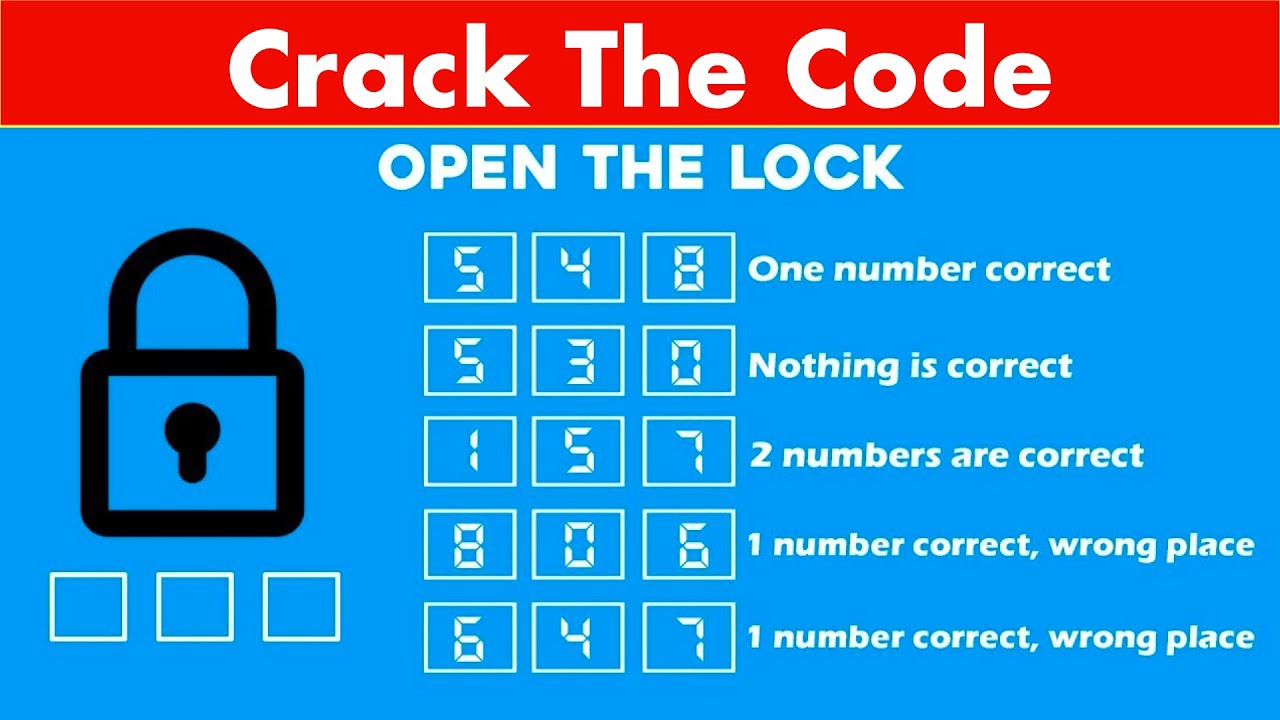 Crack The Code
OPEN THE LOCK
5 4 8 One number correct
5 3 0 Nothing is correct
1 5 7 2 numbers are correct
8 0 6 1 number correct, wrong place
6 4 7 1 number correct, wrong place